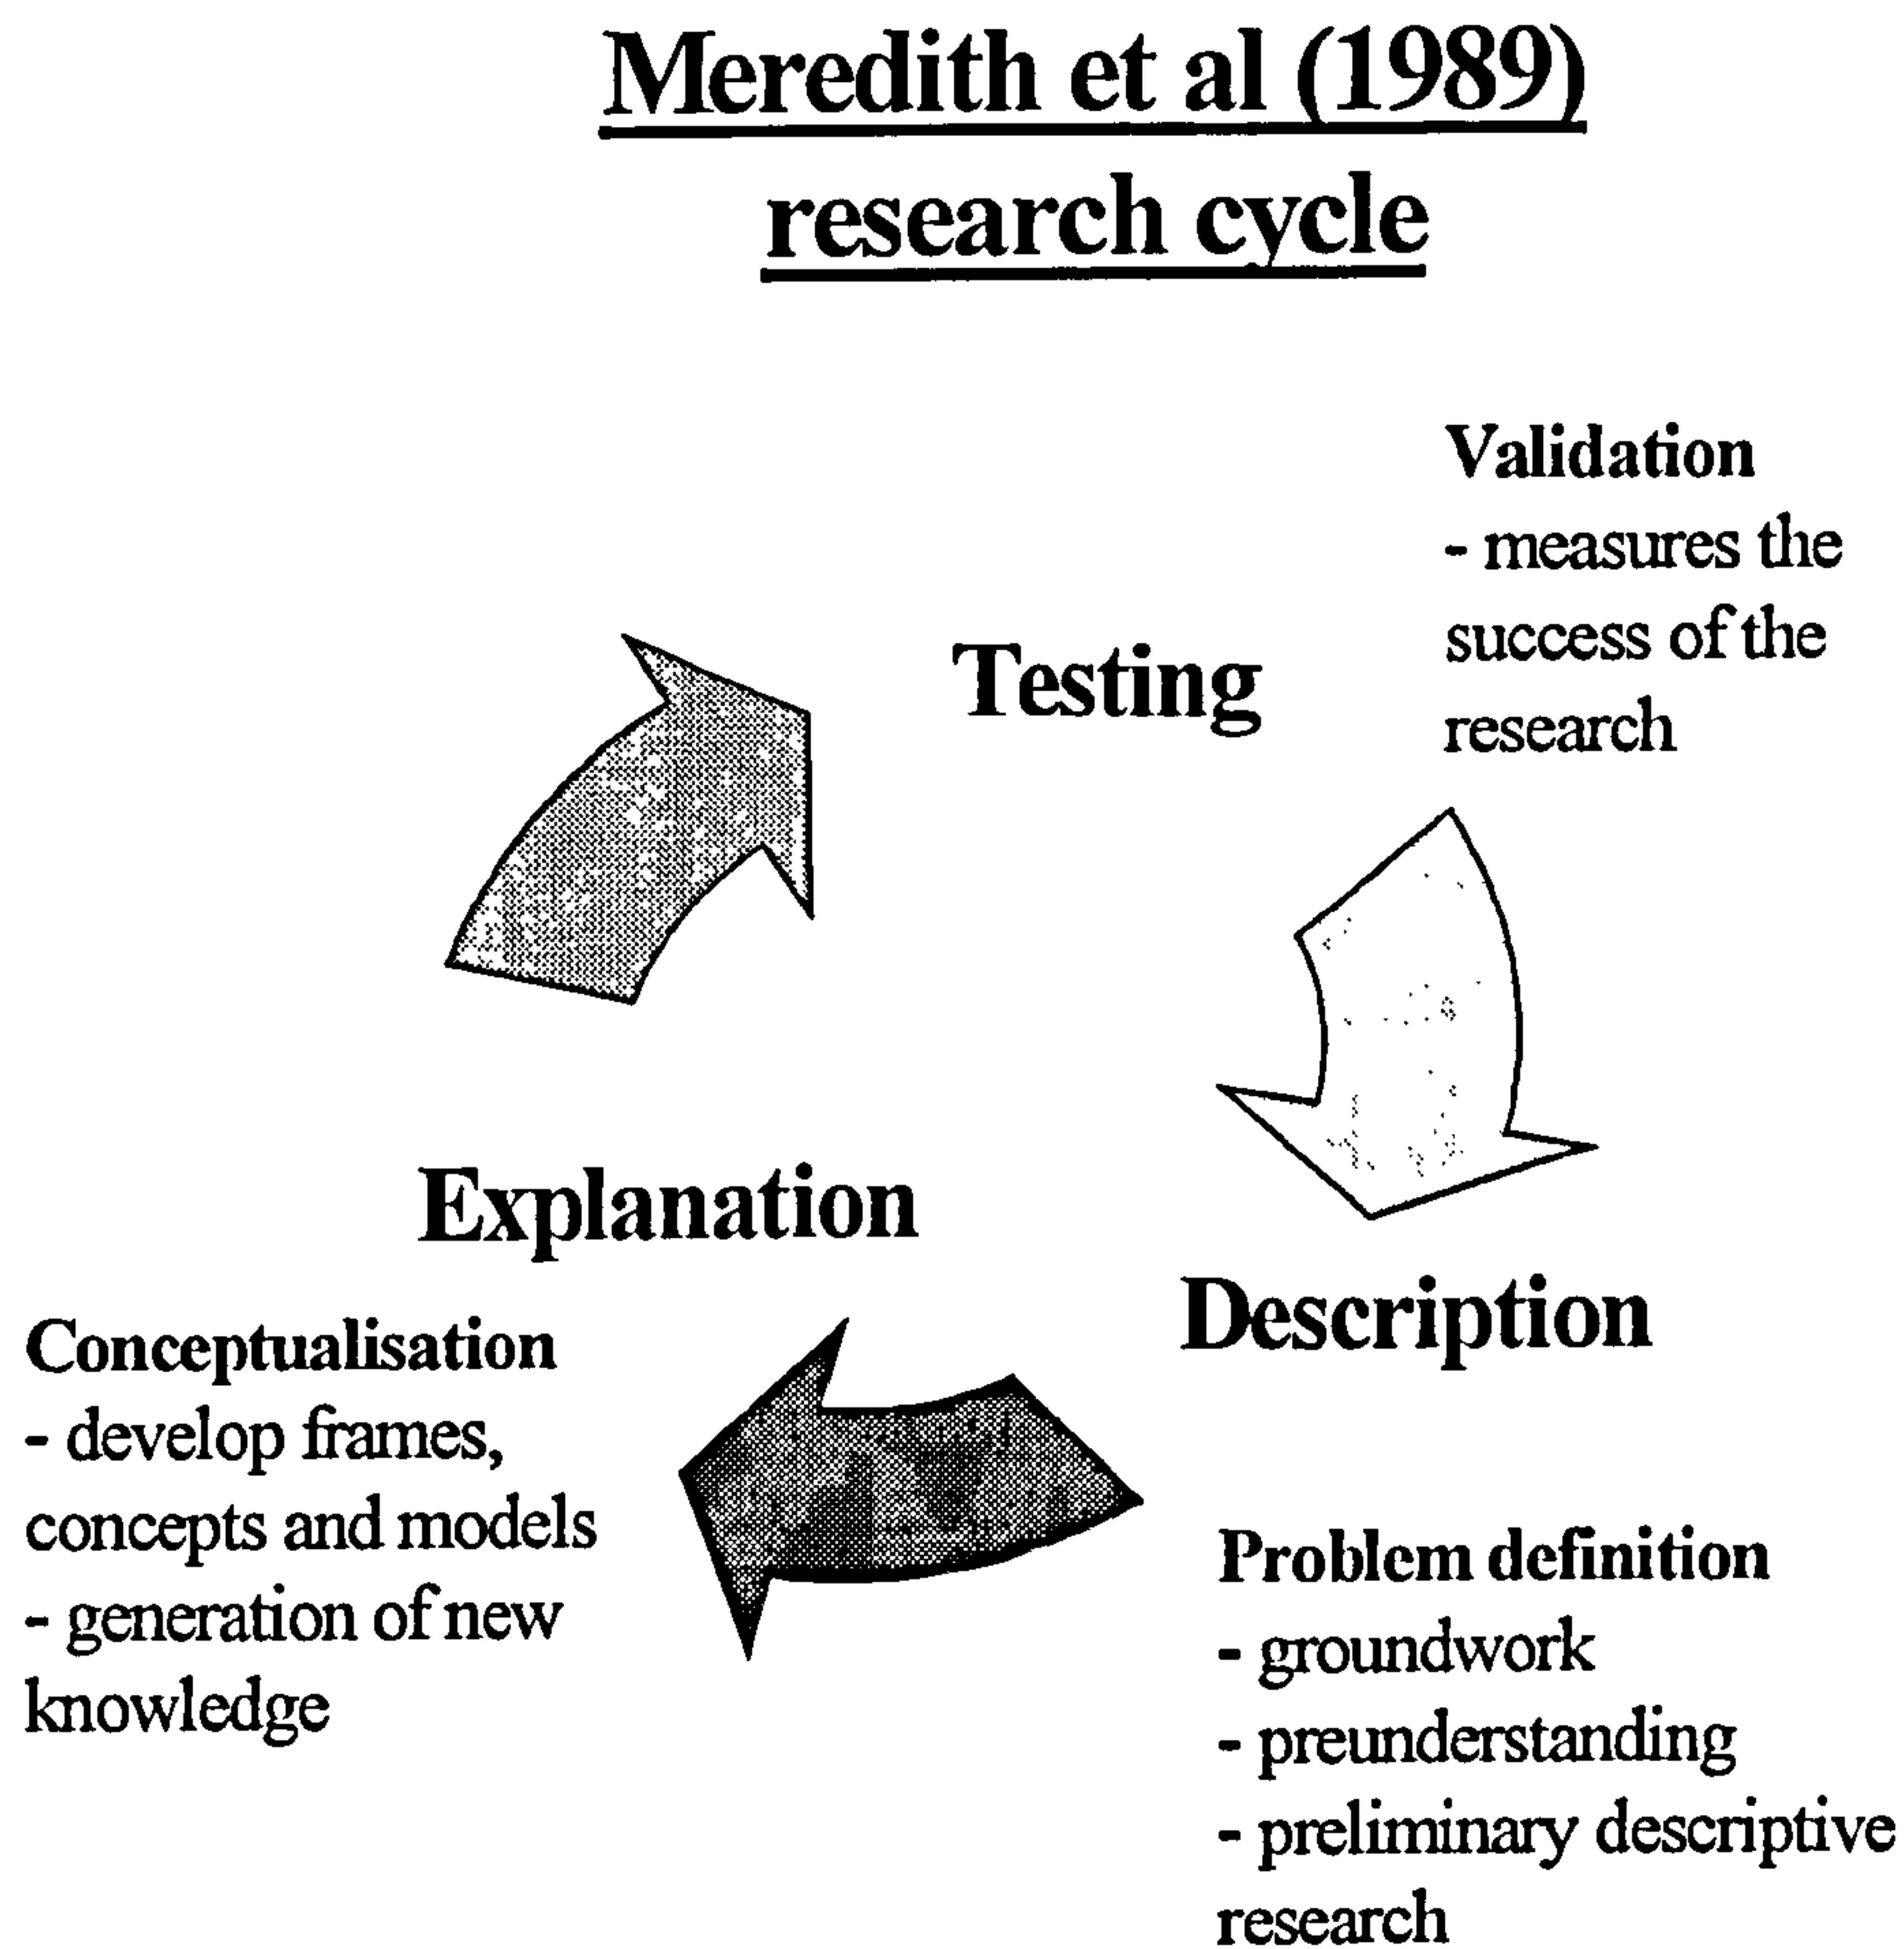 Meredith et al (1989)
research cycle
Validation
- measures the
success of the
research
Testing
Explanation
Description
Conceptualisation
- develop frames,
concepts and models
- generation of new
knowledge
Problem definition
- groundwork
- preunderstanding
- preliminary descriptive
research